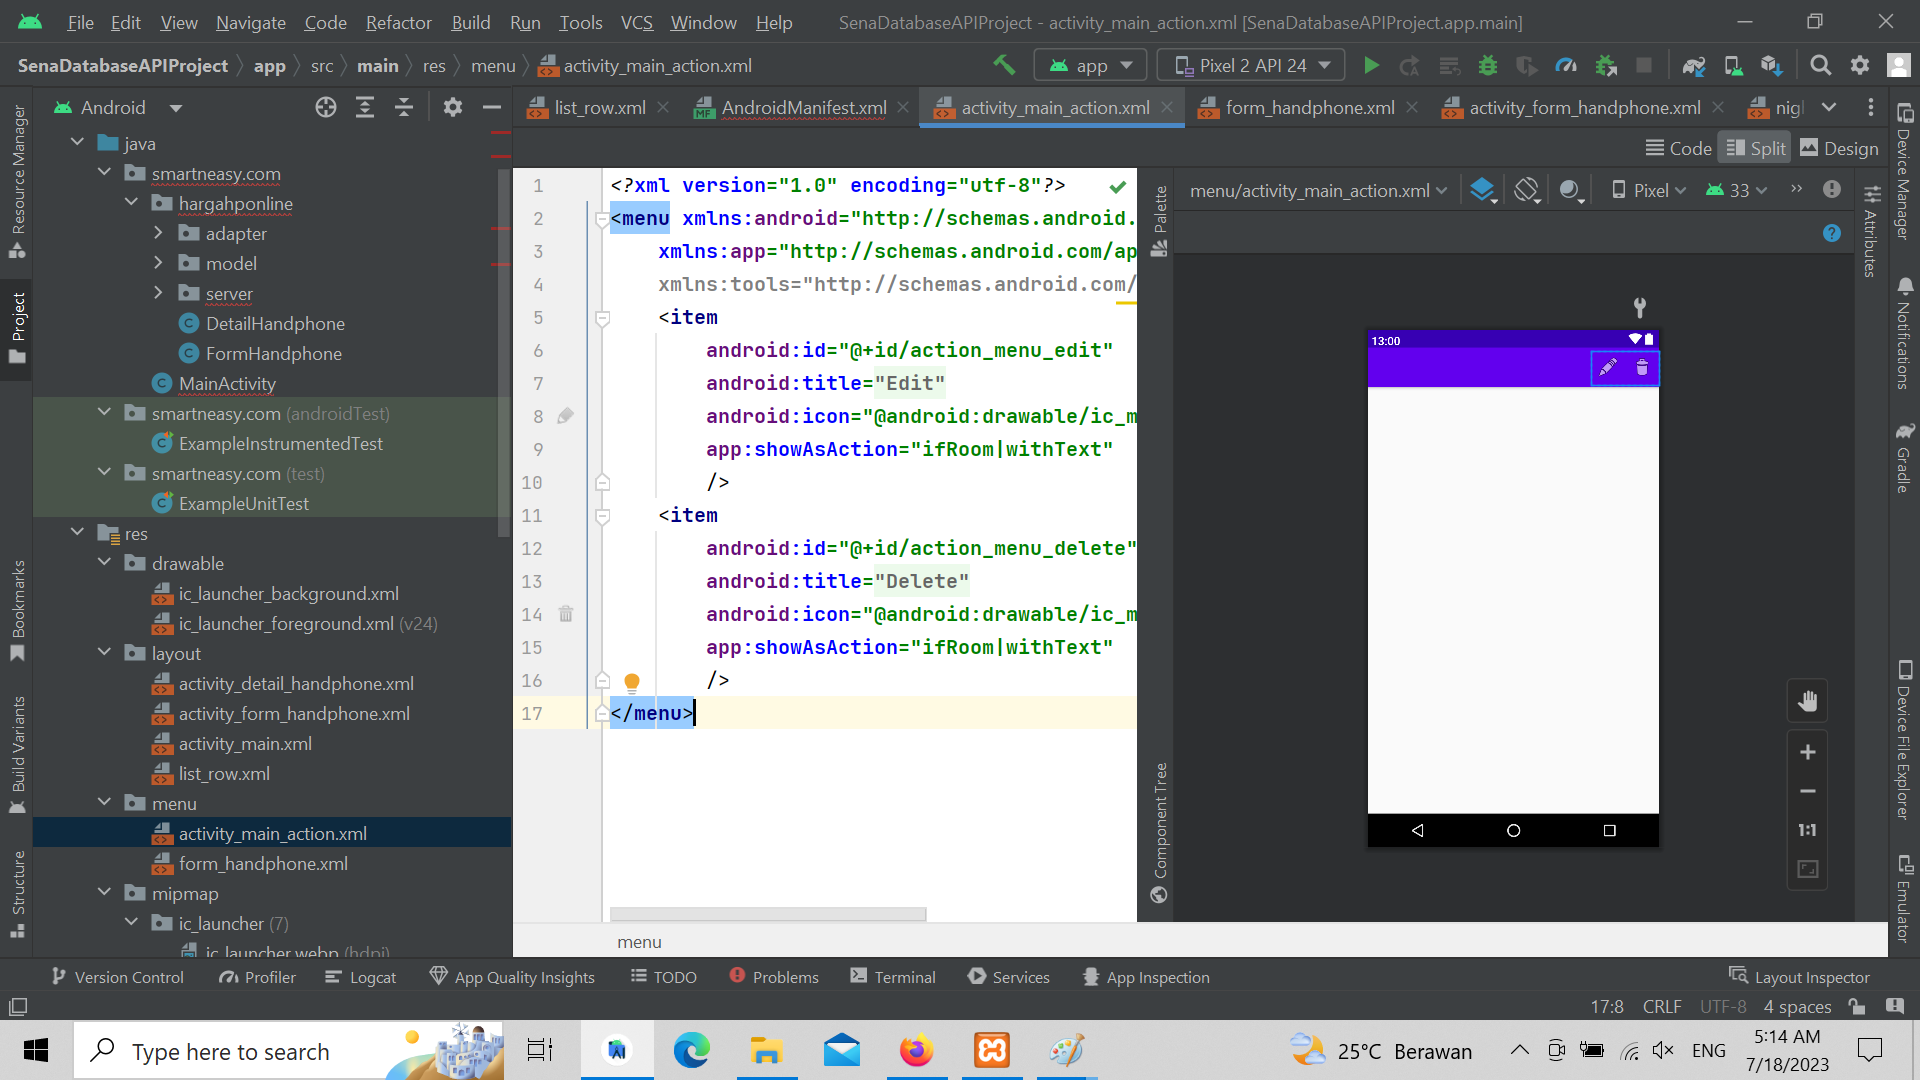 File Edit View Navigate Code Refactor Build Run Tools VCS Window Help SenaDatabaseAPIProject - activity_main_action.xml [SenaDatabaseAPIProject.app.main]
SenaDatabaseAPIProject app src main res menu activity_main_action.xml app Pixel 2 API 24
Android
list_row.xml AndroidManifest.xml activity_main_action.xml form_handphone.xml activity_form_handphone.xml nig
Code Split Design
Resource Manager
Project
Bookmarks
Build Variants
Structure
java
smartneasy.com
hargahponline
adapter
model
server
DetailHandphone
FormHandphone
MainActivity
smartneasy.com (androidTest)
ExampleInstrumentedTest
smartneasy.com (test)
ExampleUnitTest
res
drawable
ic_launcher_background.xml
ic_launcher_foreground.xml (v24)
layout
activity_detail_handphone.xml
activity_form_handphone.xml
activity_main.xml
list_row.xml
menu
activity_main_action.xml
form_handphone.xml
mipmap
ic_launcher (7)
ic_launcher.webp (hdpi)
1 <?xml version="1.0" encoding="utf-8"?>
2 <menu xmlns:android="http://schemas.android.
3 xmlns:app="http://schemas.android.com/ap
4 xmlns:tools="http://schemas.android.com/
5 <item
6 android:id="@+id/action_menu_edit"
7 android:title="Edit"
8 android:icon="@android:drawable/ic_m
9 app:showAsAction="ifRoom|withText"
10 />
11 <item
12 android:id="@+id/action_menu_delete"
13 android:title="Delete"
14 android:icon="@android:drawable/ic_m
15 app:showAsAction="ifRoom|withText"
16 />
17 </menu>
menu
Palette
Component Tree
menu/activity_main_action.xml Pixel 33
13:00
1:1
Attributes
Device Manager
Notifications
Gradle
Device File Explorer
Emulator
Version Control Profiler Logcat App Quality Insights TODO Problems Terminal Services App Inspection Layout Inspector
17:8 CRLF UTF-8 4 spaces
Type here to search
25°C Berawan ENG
5:14 AM
7/18/2023